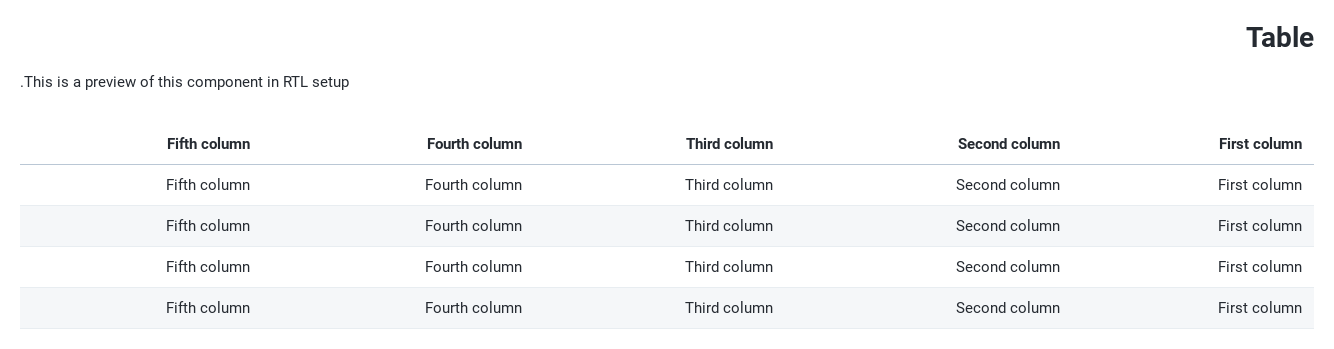 Table
.This is a preview of this component in RTL setup
First column Second column Third column Fourth column Fifth column
First column Second column Third column Fourth column Fifth column
First column Second column Third column Fourth column Fifth column
First column Second column Third column Fourth column Fifth column
First column Second column Third column Fourth column Fifth column